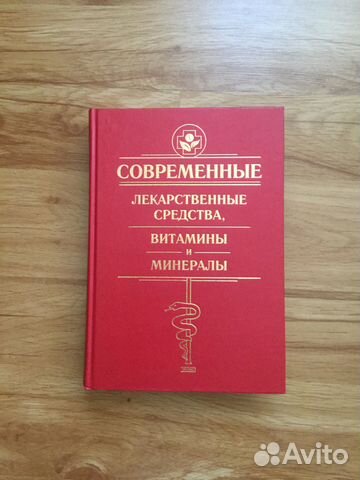 СОВРЕМЕННЫЕ
ЛЕКАРСТВЕННЫЕ
СРЕДСТВА,
ВИТАМИНЫ
И
МИНЕРАЛЫ
Avito